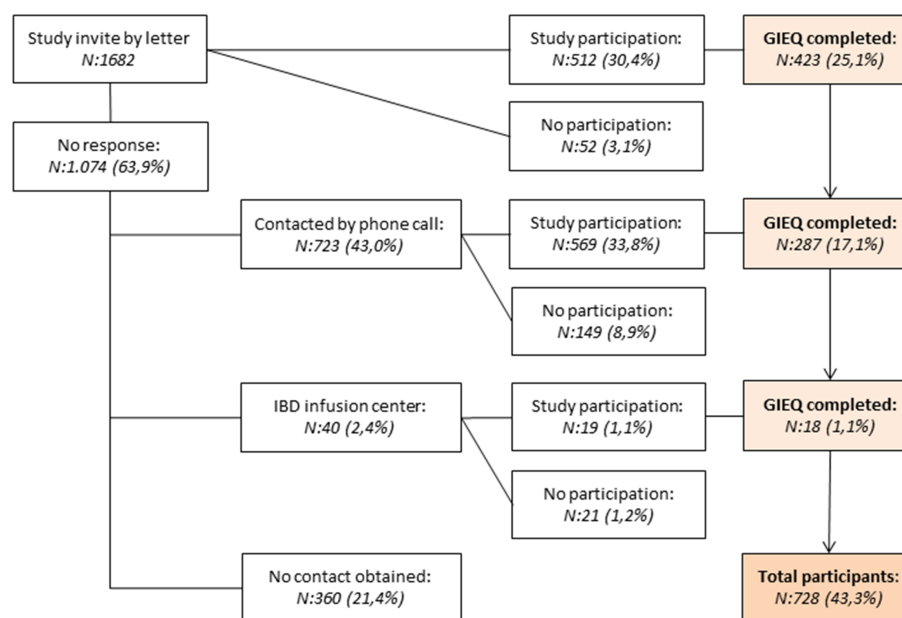 Study invite by letter
N:1682
Study participation:
N:512 (30,4%)
GIEQ completed:
N:423 (25,1%)
No participation:
N:52 (3,1%)
No response:
N:1.074 (63,9%)
Contacted by phone call:
N:723 (43,0%)
Study participation:
N:569 (33,8%)
GIEQ completed:
N:287 (17,1%)
No participation:
N:149 (8,9%)
IBD infusion center:
N:40 (2,4%)
Study participation:
N:19 (1,1%)
GIEQ completed:
N:18 (1,1%)
No participation:
N:21 (1,2%)
No contact obtained:
N:360 (21,4%)
Total participants:
N:728 (43,3%)